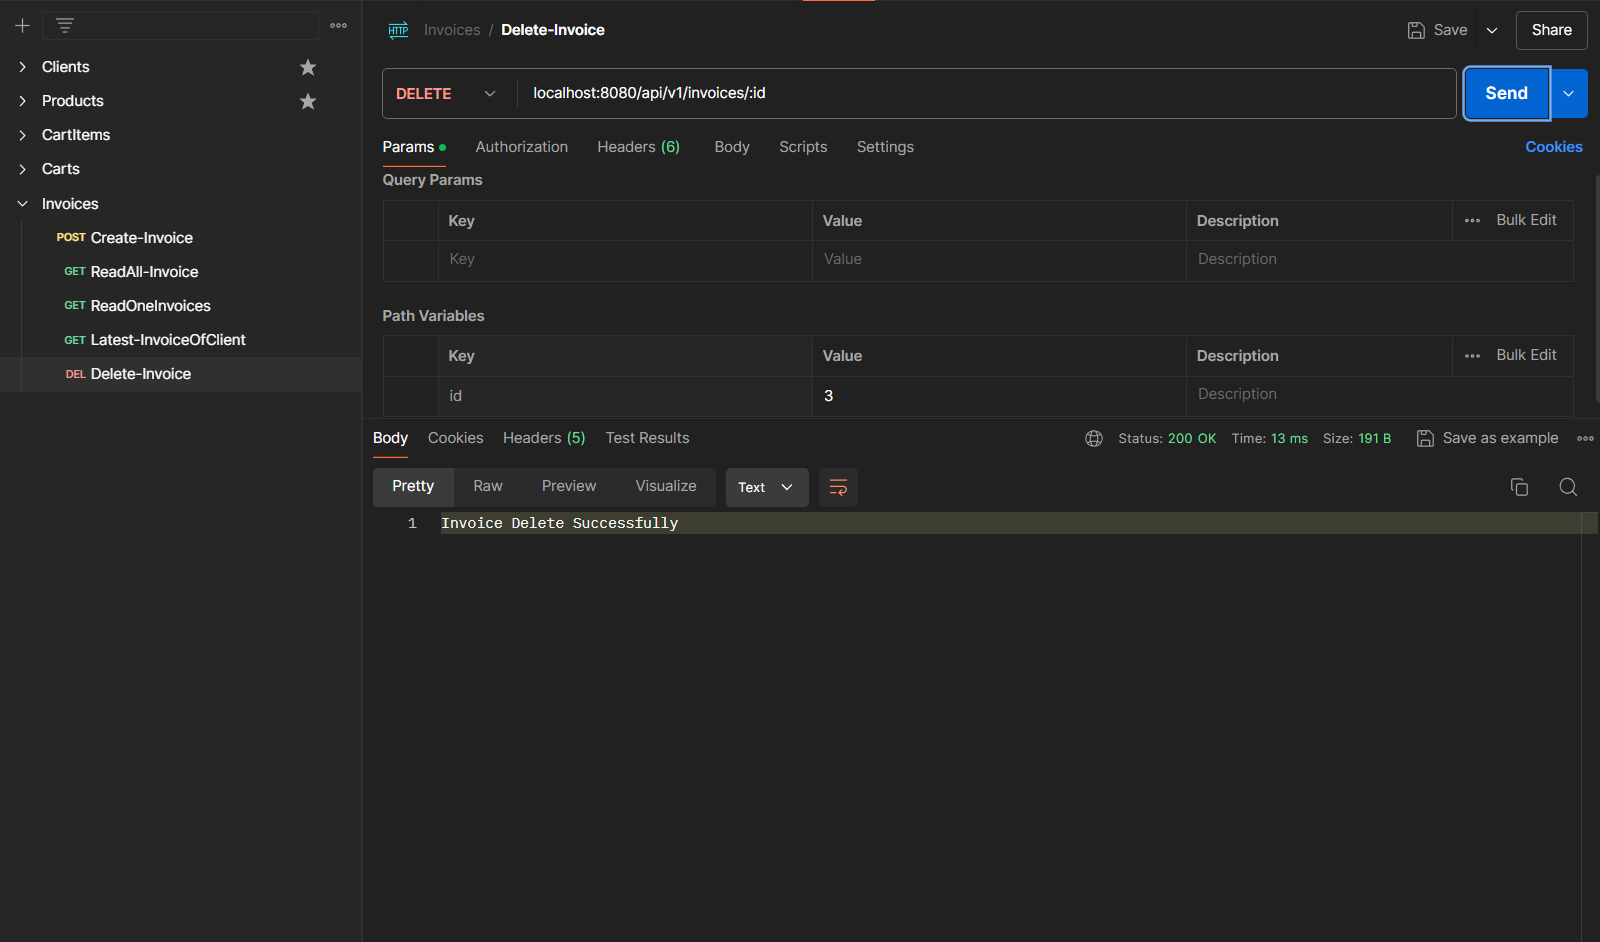 Clients
Products
CartItems
Carts
Invoices
POST Create-Invoice
GET ReadAll-Invoice
GET ReadOneInvoices
GET Latest-InvoiceOfClient
DEL Delete-Invoice
HTTP Invoices / Delete-Invoice
Save Share
DELETE localhost:8080/api/v1/invoices/:id Send
Params Authorization Headers (6) Body Scripts Settings Cookies
Query Params
Key Value Description Bulk Edit
Key Value Description
Path Variables
Key Value Description Bulk Edit
id 3 Description
Body Cookies Headers (5) Test Results Status: 200 OK Time: 13 ms Size: 191 B Save as example
Pretty Raw Preview Visualize Text
1 Invoice Delete Successfully